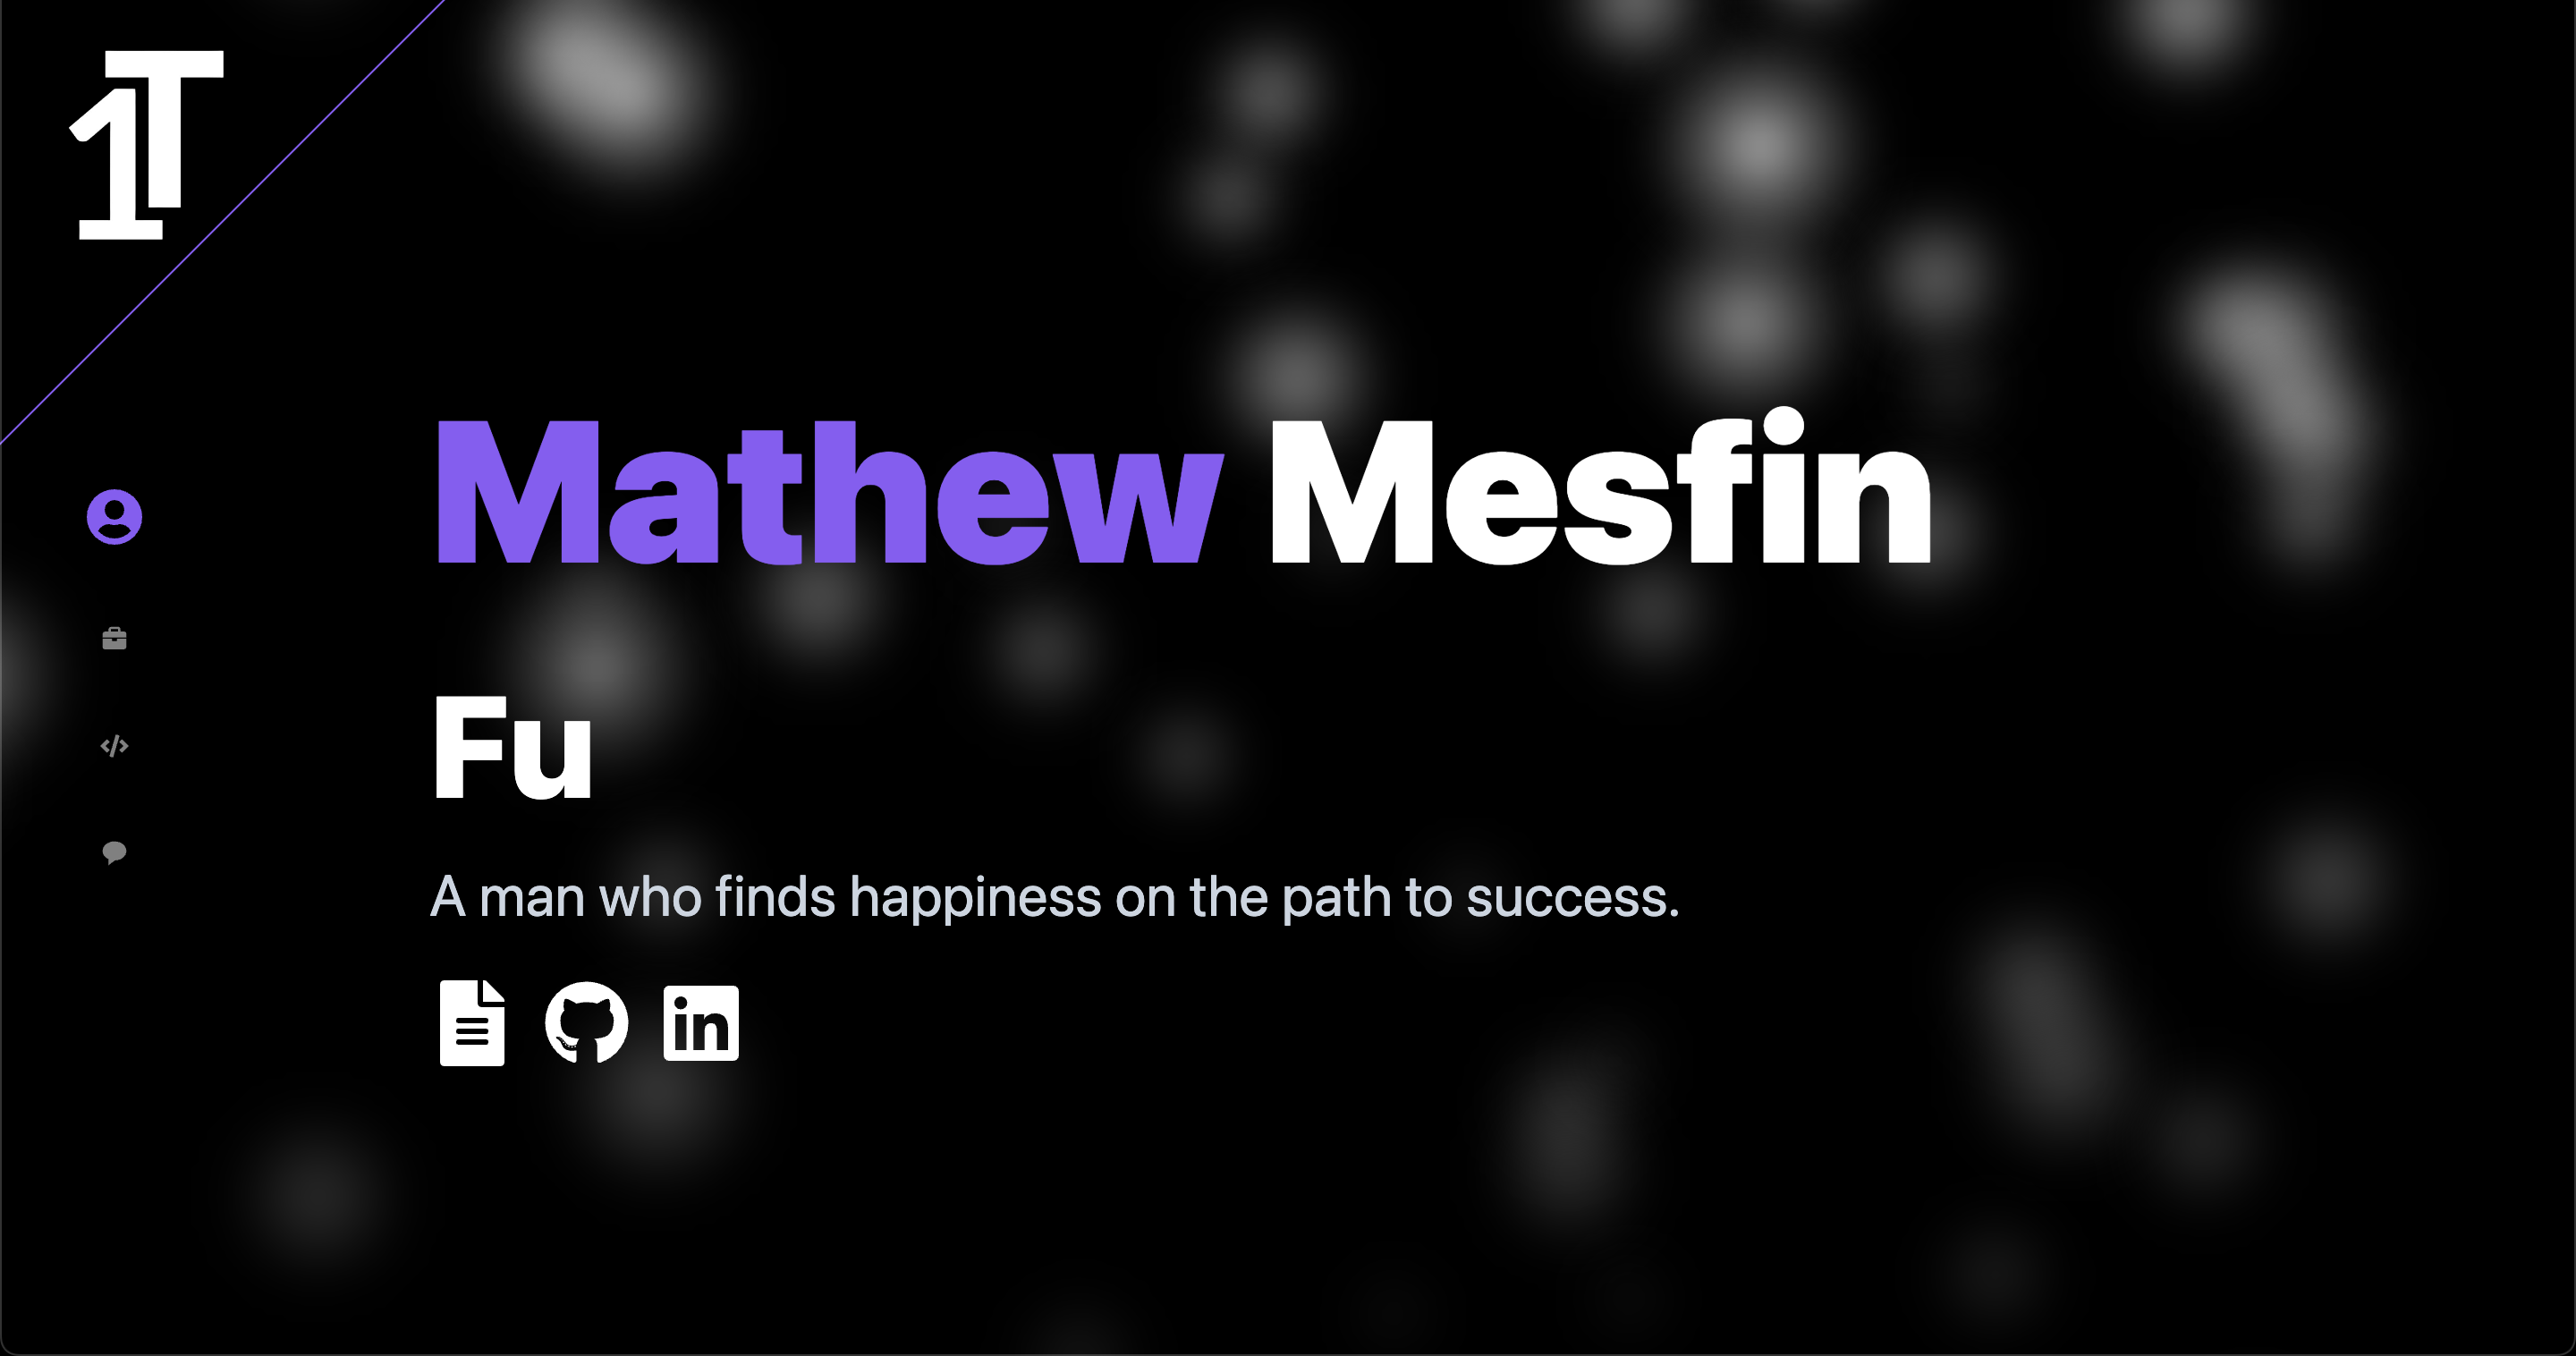 1T
Mathew Mesfin
Fu
A man who finds happiness on the path to success.
in